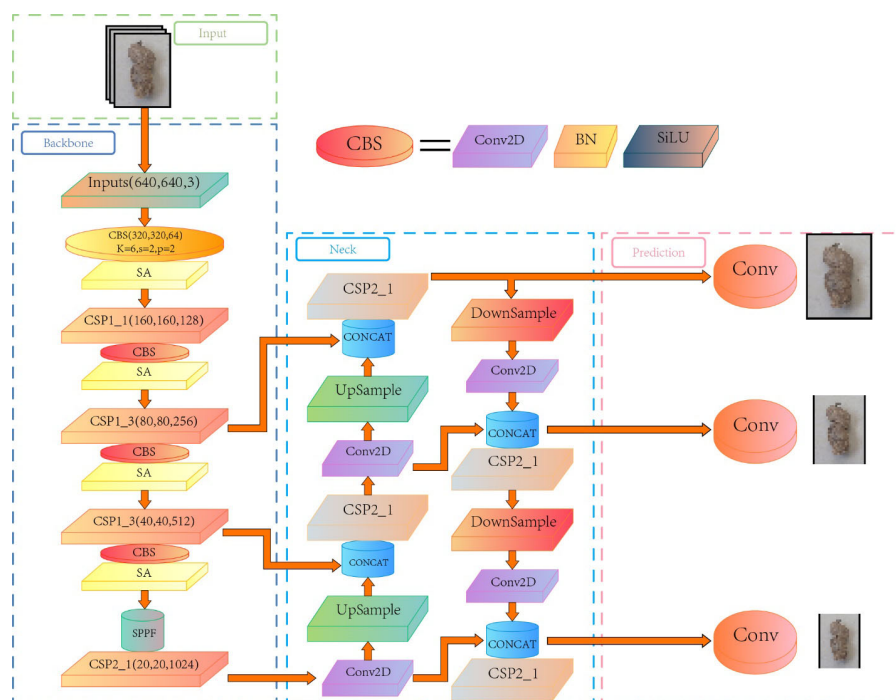 Input
Backbone
Inputs(640,640,3)
CBS(320,320,64)
K=6,s=2,p=2
SA
CSP1_1(160,160,128)
CBS
SA
CSP1_3(80,80,256)
CBS
SA
CSP1_3(40,40,512)
CBS
SA
SPPF
CSP2_1(20,20,1024)
CBS
Conv2D
BN
SiLU
Neck
CSP2_1
CONCAT
UpSample
Conv2D
CSP2_1
CONCAT
UpSample
Conv2D
DownSample
Conv2D
CONCAT
CSP2_1
DownSample
Conv2D
CONCAT
CSP2_1
Prediction
Conv
Conv
Conv